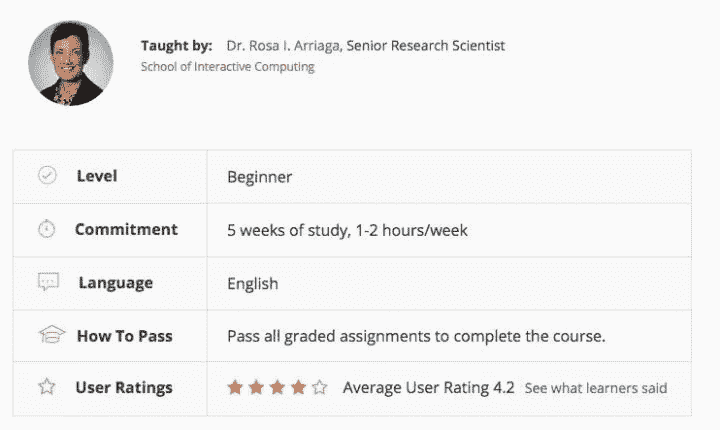 Taught by: Dr. Rosa I. Arriaga, Senior Research Scientist
School of Interactive Computing
Level Beginner
Commitment 5 weeks of study, 1-2 hours/week
Language English
How To Pass Pass all graded assignments to complete the course.
User Ratings Average User Rating 4.2 See what learners said